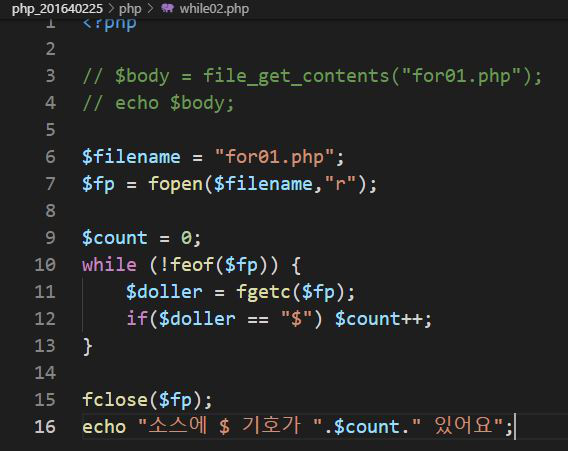 php_201640225 > php > while02.php
1 <?php
2
3 // $body = file_get_contents("for01.php");
4 // echo $body;
5
6 $filename = "for01.php";
7 $fp = fopen($filename,"r");
8
9 $count = 0;
10 while (!feof($fp)) {
11     $doller = fgetc($fp);
12     if($doller == "$") $count++;
13 }
14
15 fclose($fp);
16 echo "소스에 $ 기호가 ".$count." 있어요";